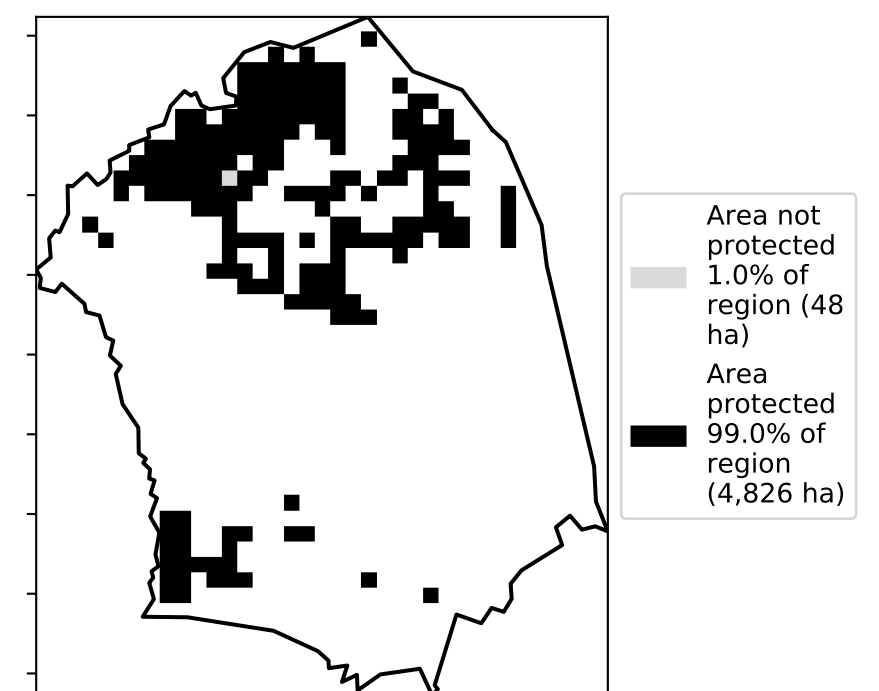 Area not
protected
1.0% of
region (48
ha)
Area
protected
99.0% of
region
(4,826 ha)